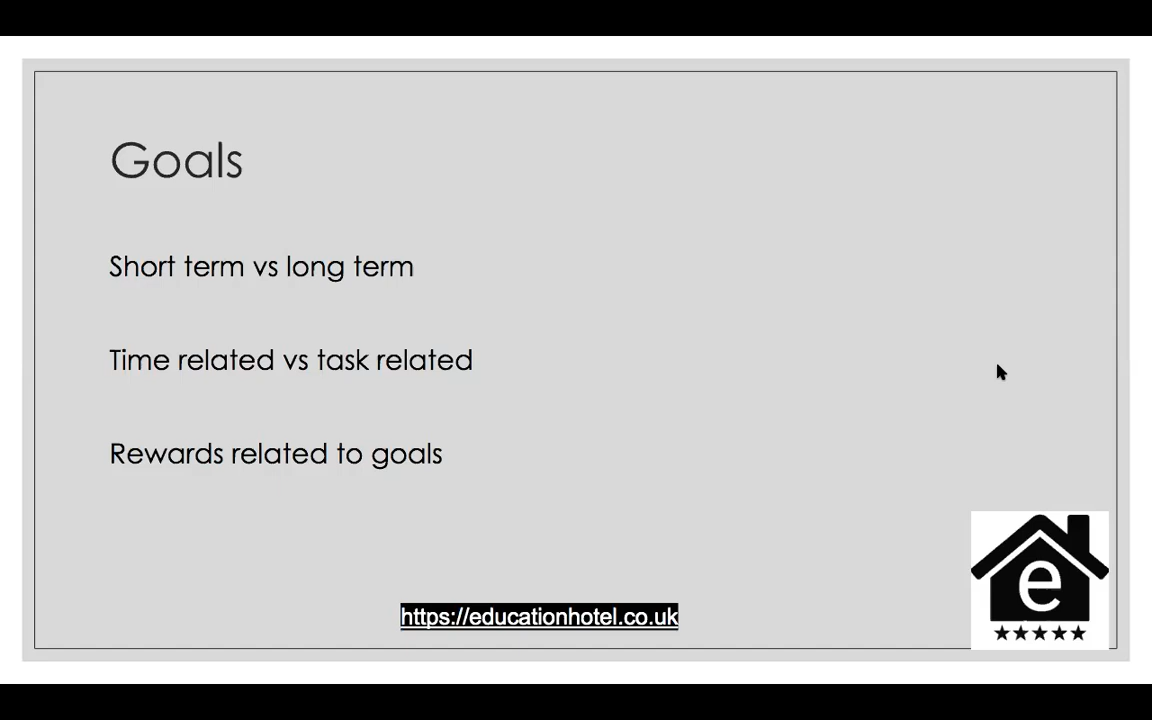 Goals
Short term vs long term
Time related vs task related
Rewards related to goals
https://educationhotel.co.uk
e